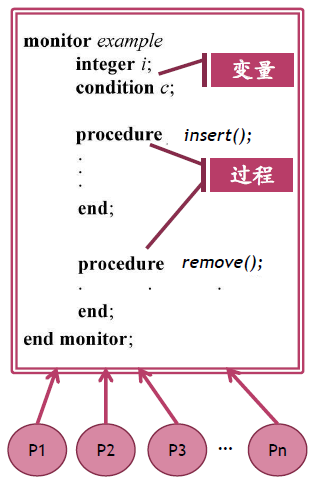 monitor example
integer i;
condition c;
变量
procedure insert();
.
.
.
过程
end;
procedure remove();
. . .
end;
end monitor;
P1 P2 P3 ... Pn